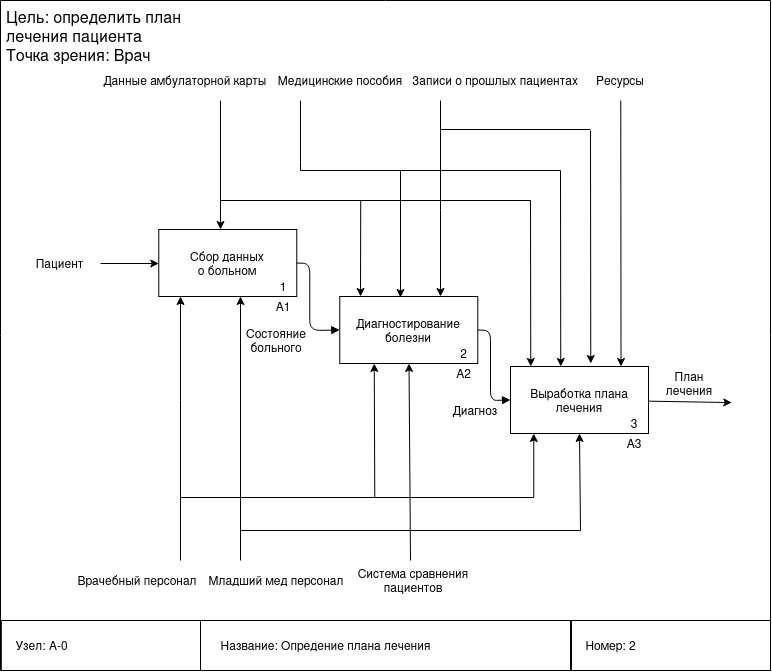 Цель: определить план
лечения пациента
Точка зрения: Врач
Данные амбулаторной карты
Медицинские пособия
Записи о прошлых пациентах
Ресурсы
Пациент
Сбор данных
о больном
1
А1
Состояние
больного
Диагностирование
болезни
2
А2
Диагноз
Выработка плана
лечения
3
А3
План
лечения
Врачебный персонал
Младший мед персонал
Система сравнения
пациентов
Узел: А-0
Название: Опредение плана лечения
Номер: 2